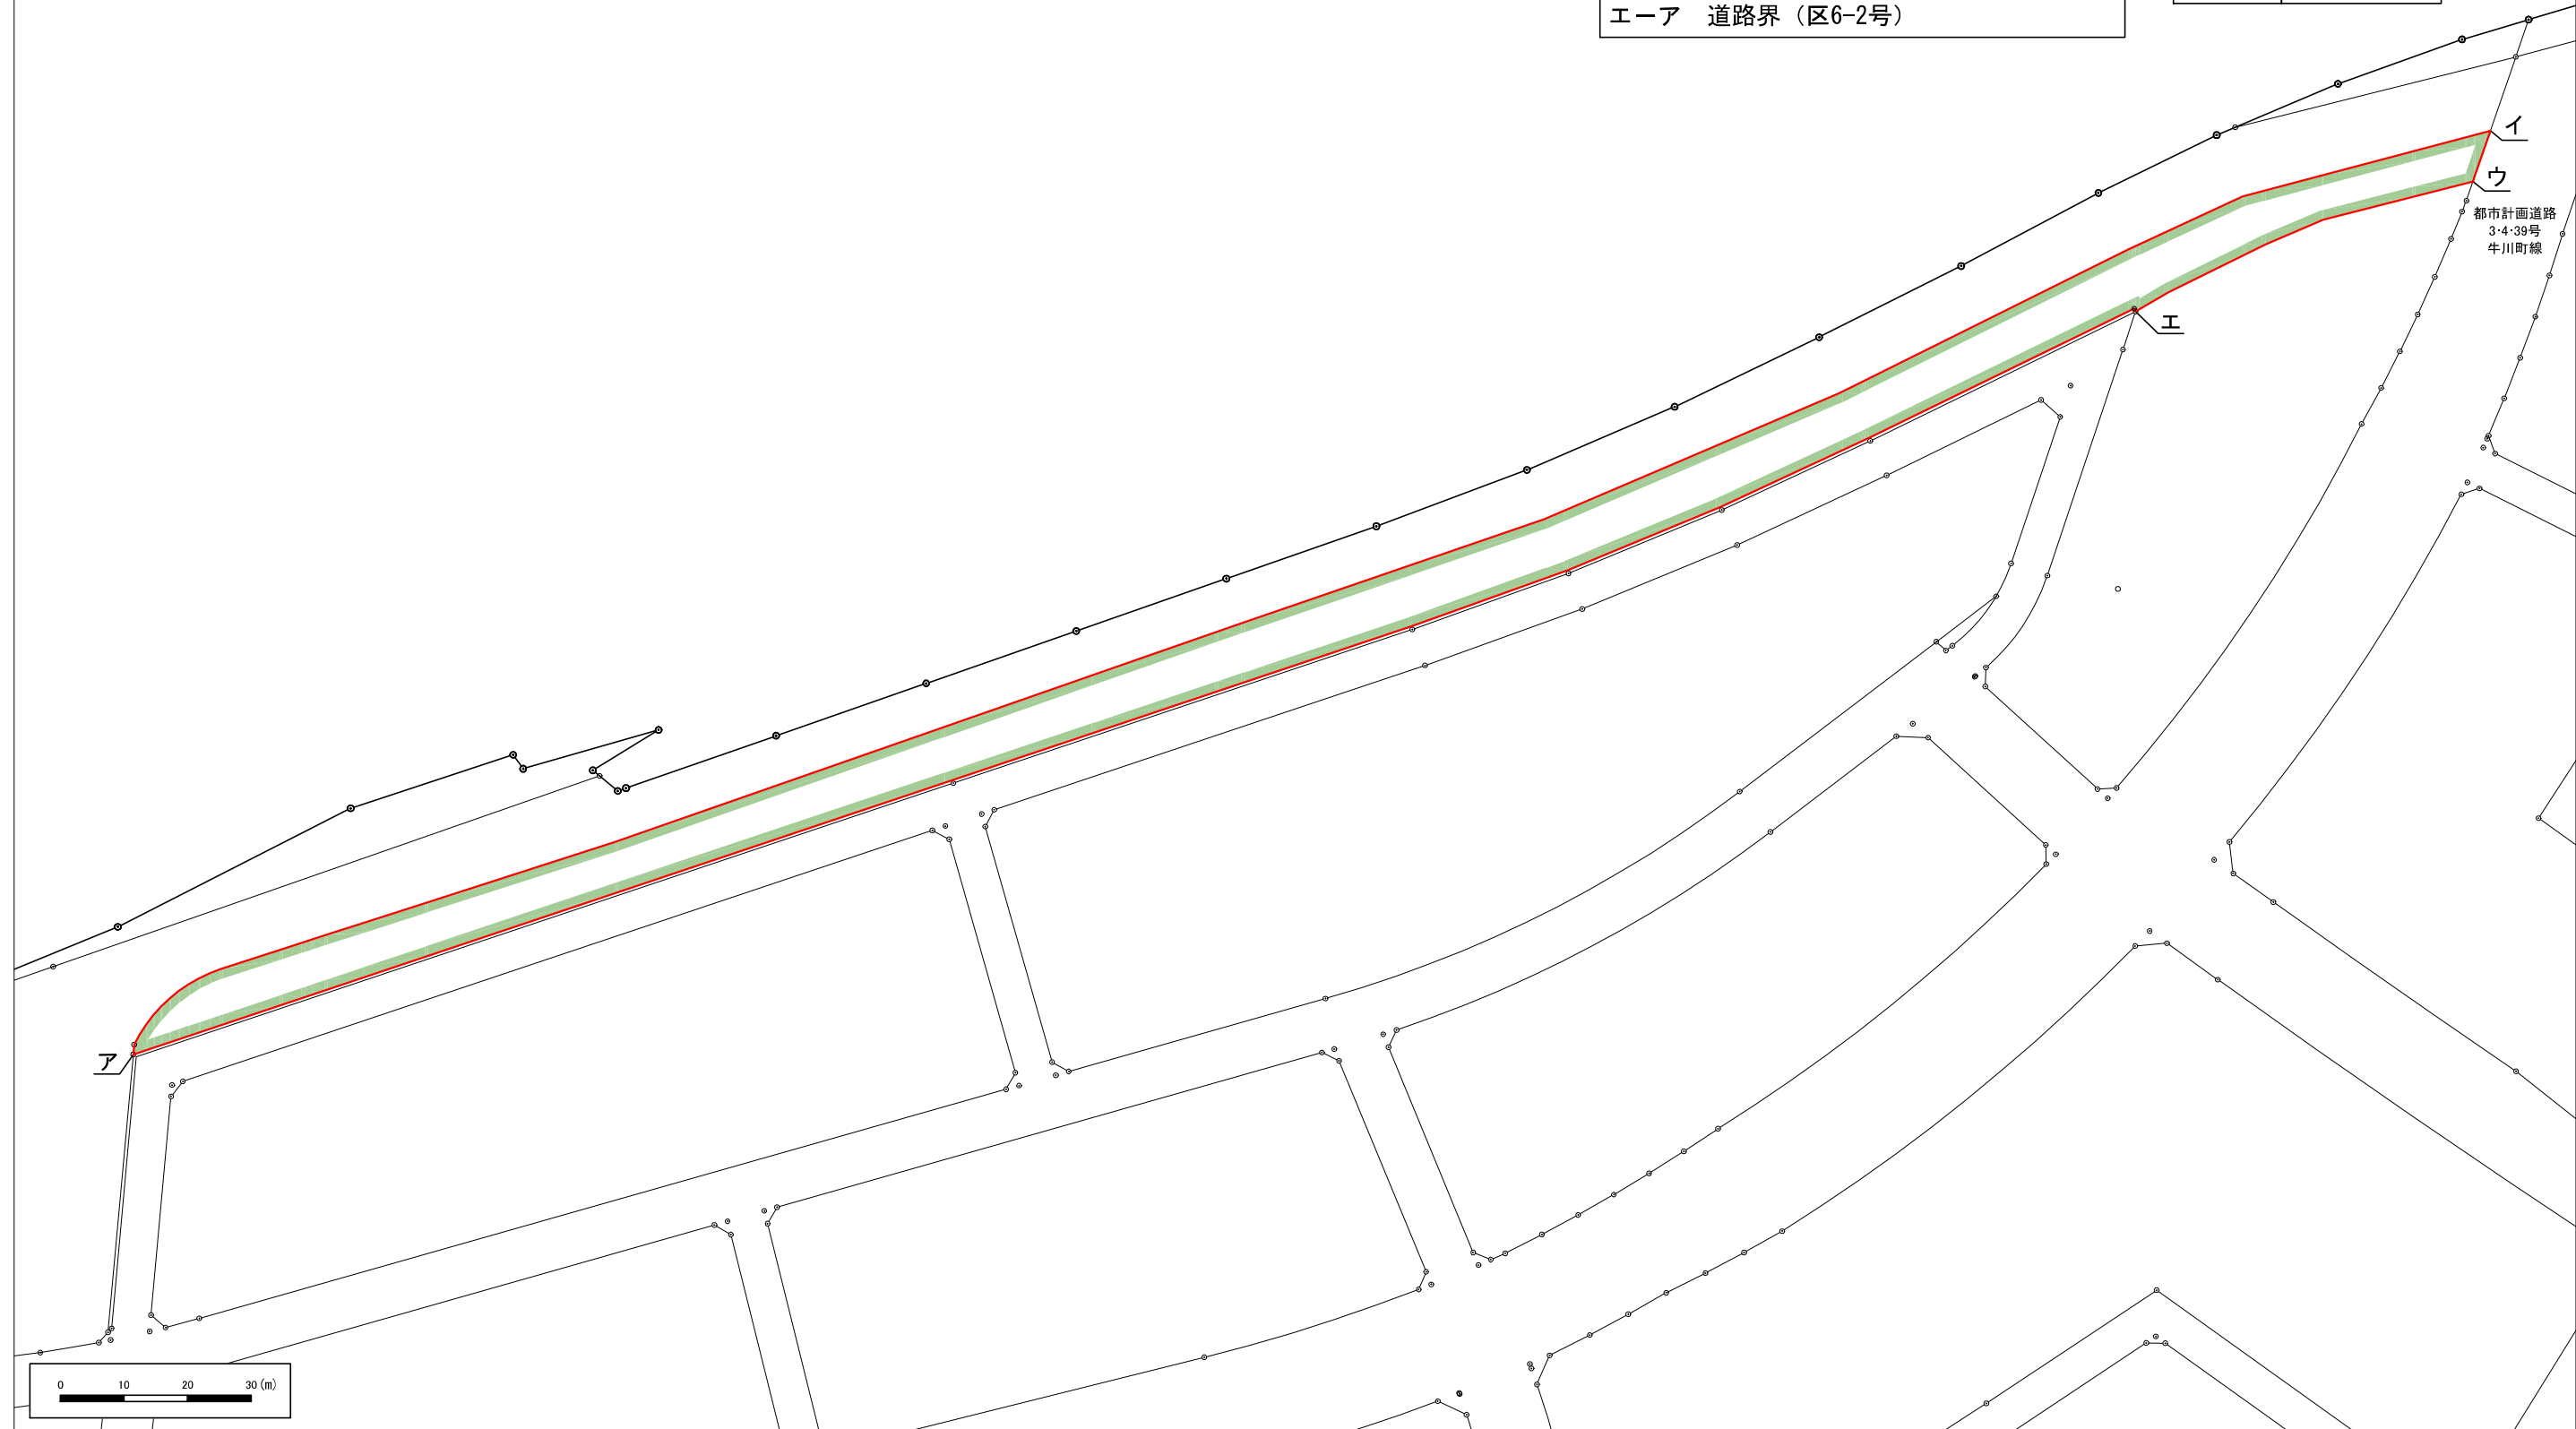 エーア 道路界（区6-2号）
イ
ウ
都市計画道路
3・4・39号
牛川町線
エ
ア
0 10 20 30(m)